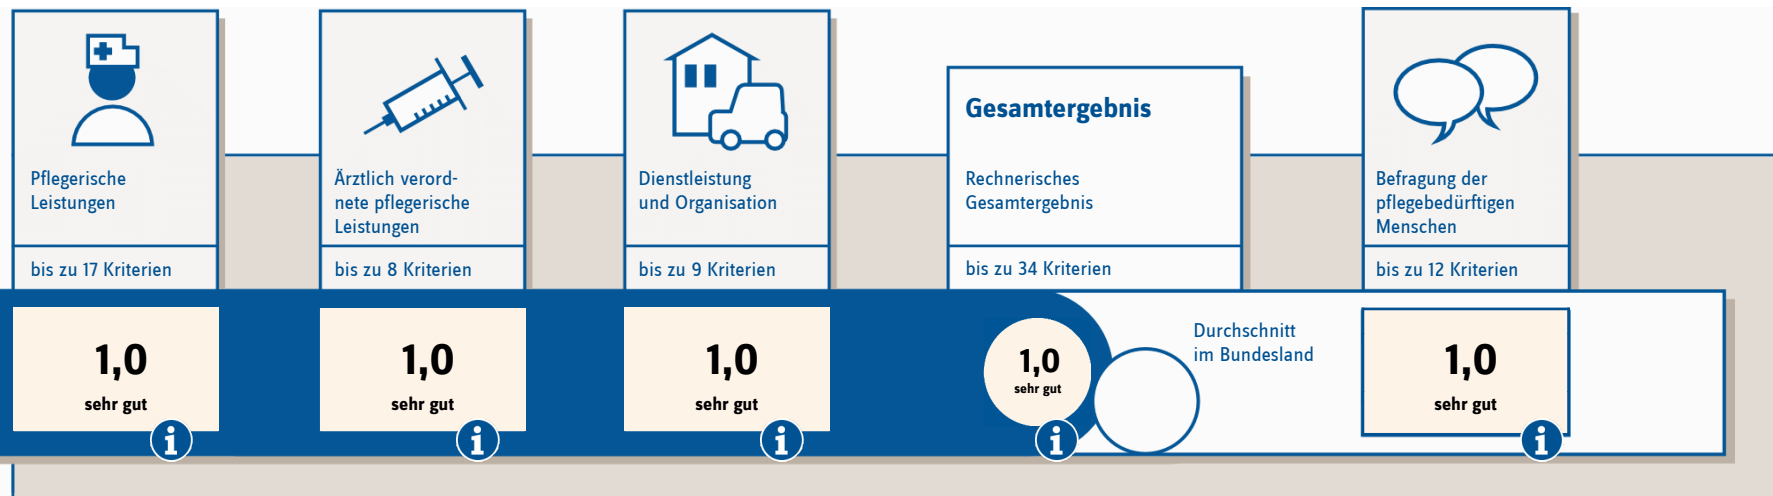 Pflegerische
Leistungen
bis zu 17 Kriterien
1,0
sehr gut
i
Ärztlich verord-
nete pflegerische
Leistungen
bis zu 8 Kriterien
1,0
sehr gut
i
Dienstleistung
und Organisation
bis zu 9 Kriterien
1,0
sehr gut
i
Gesamtergebnis
Rechnerisches
Gesamtergebnis
bis zu 34 Kriterien
1,0
sehr gut
i
Durchschnitt
im Bundesland
Befragung der
pflegebedürftigen
Menschen
bis zu 12 Kriterien
1,0
sehr gut
i